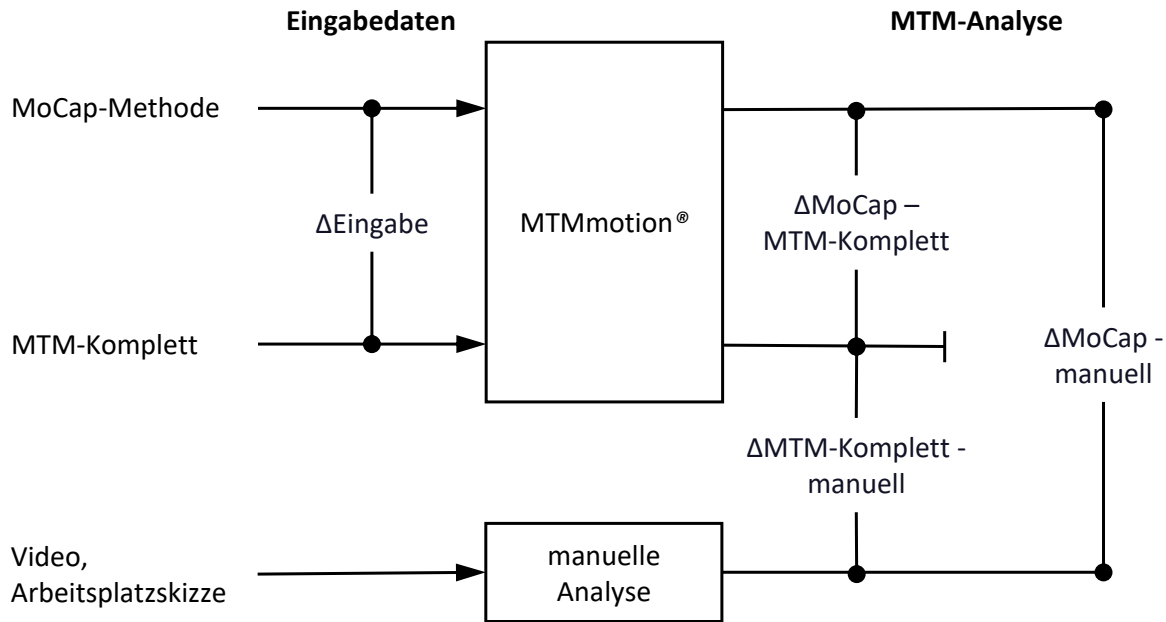 Eingabedaten
MTM-Analyse
MoCap-Methode
ΔEingabe
MTMmotion®
ΔMoCap –
MTM-Komplett
MTM-Komplett
ΔMoCap -
manuell
ΔMTM-Komplett -
manuell
Video,
Arbeitsplatzskizze
manuelle
Analyse